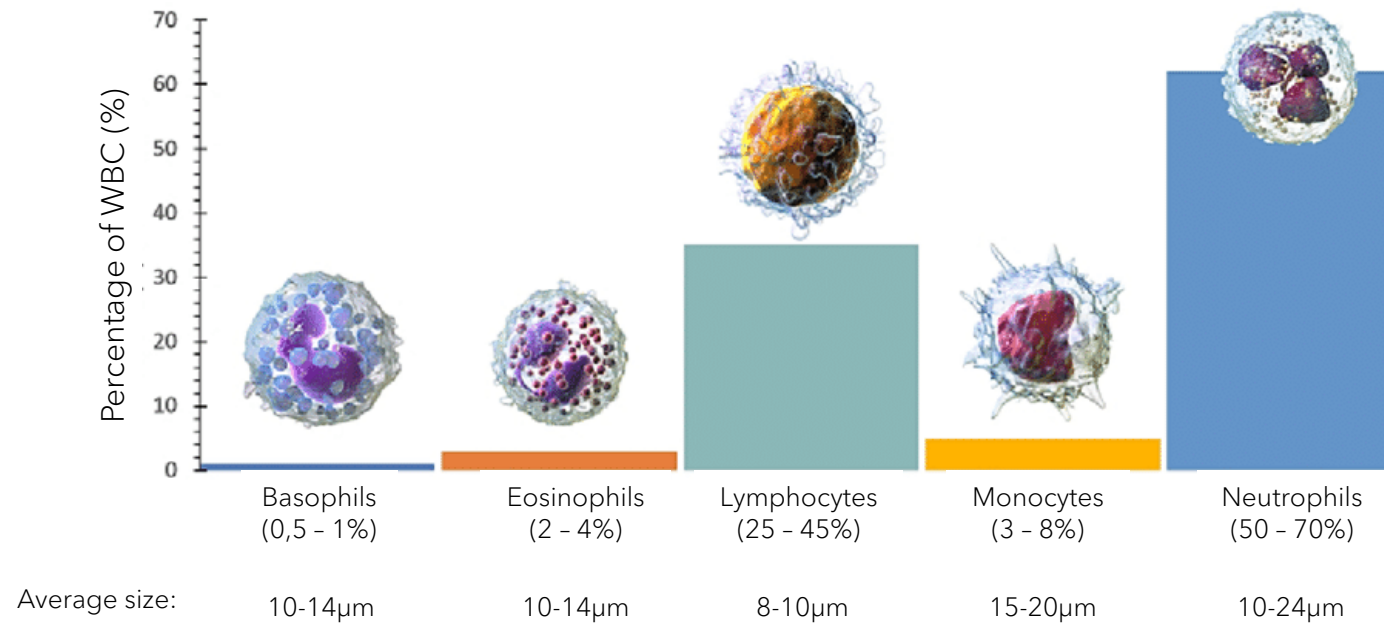 Percentage of WBC (%)
70
60
50
40
30
20
10
0
Basophils
(0,5 – 1%)
Eosinophils
(2 – 4%)
Lymphocytes
(25 – 45%)
Monocytes
(3 – 8%)
Neutrophils
(50 – 70%)
Average size:
10-14µm
10-14µm
8-10µm
15-20µm
10-24µm